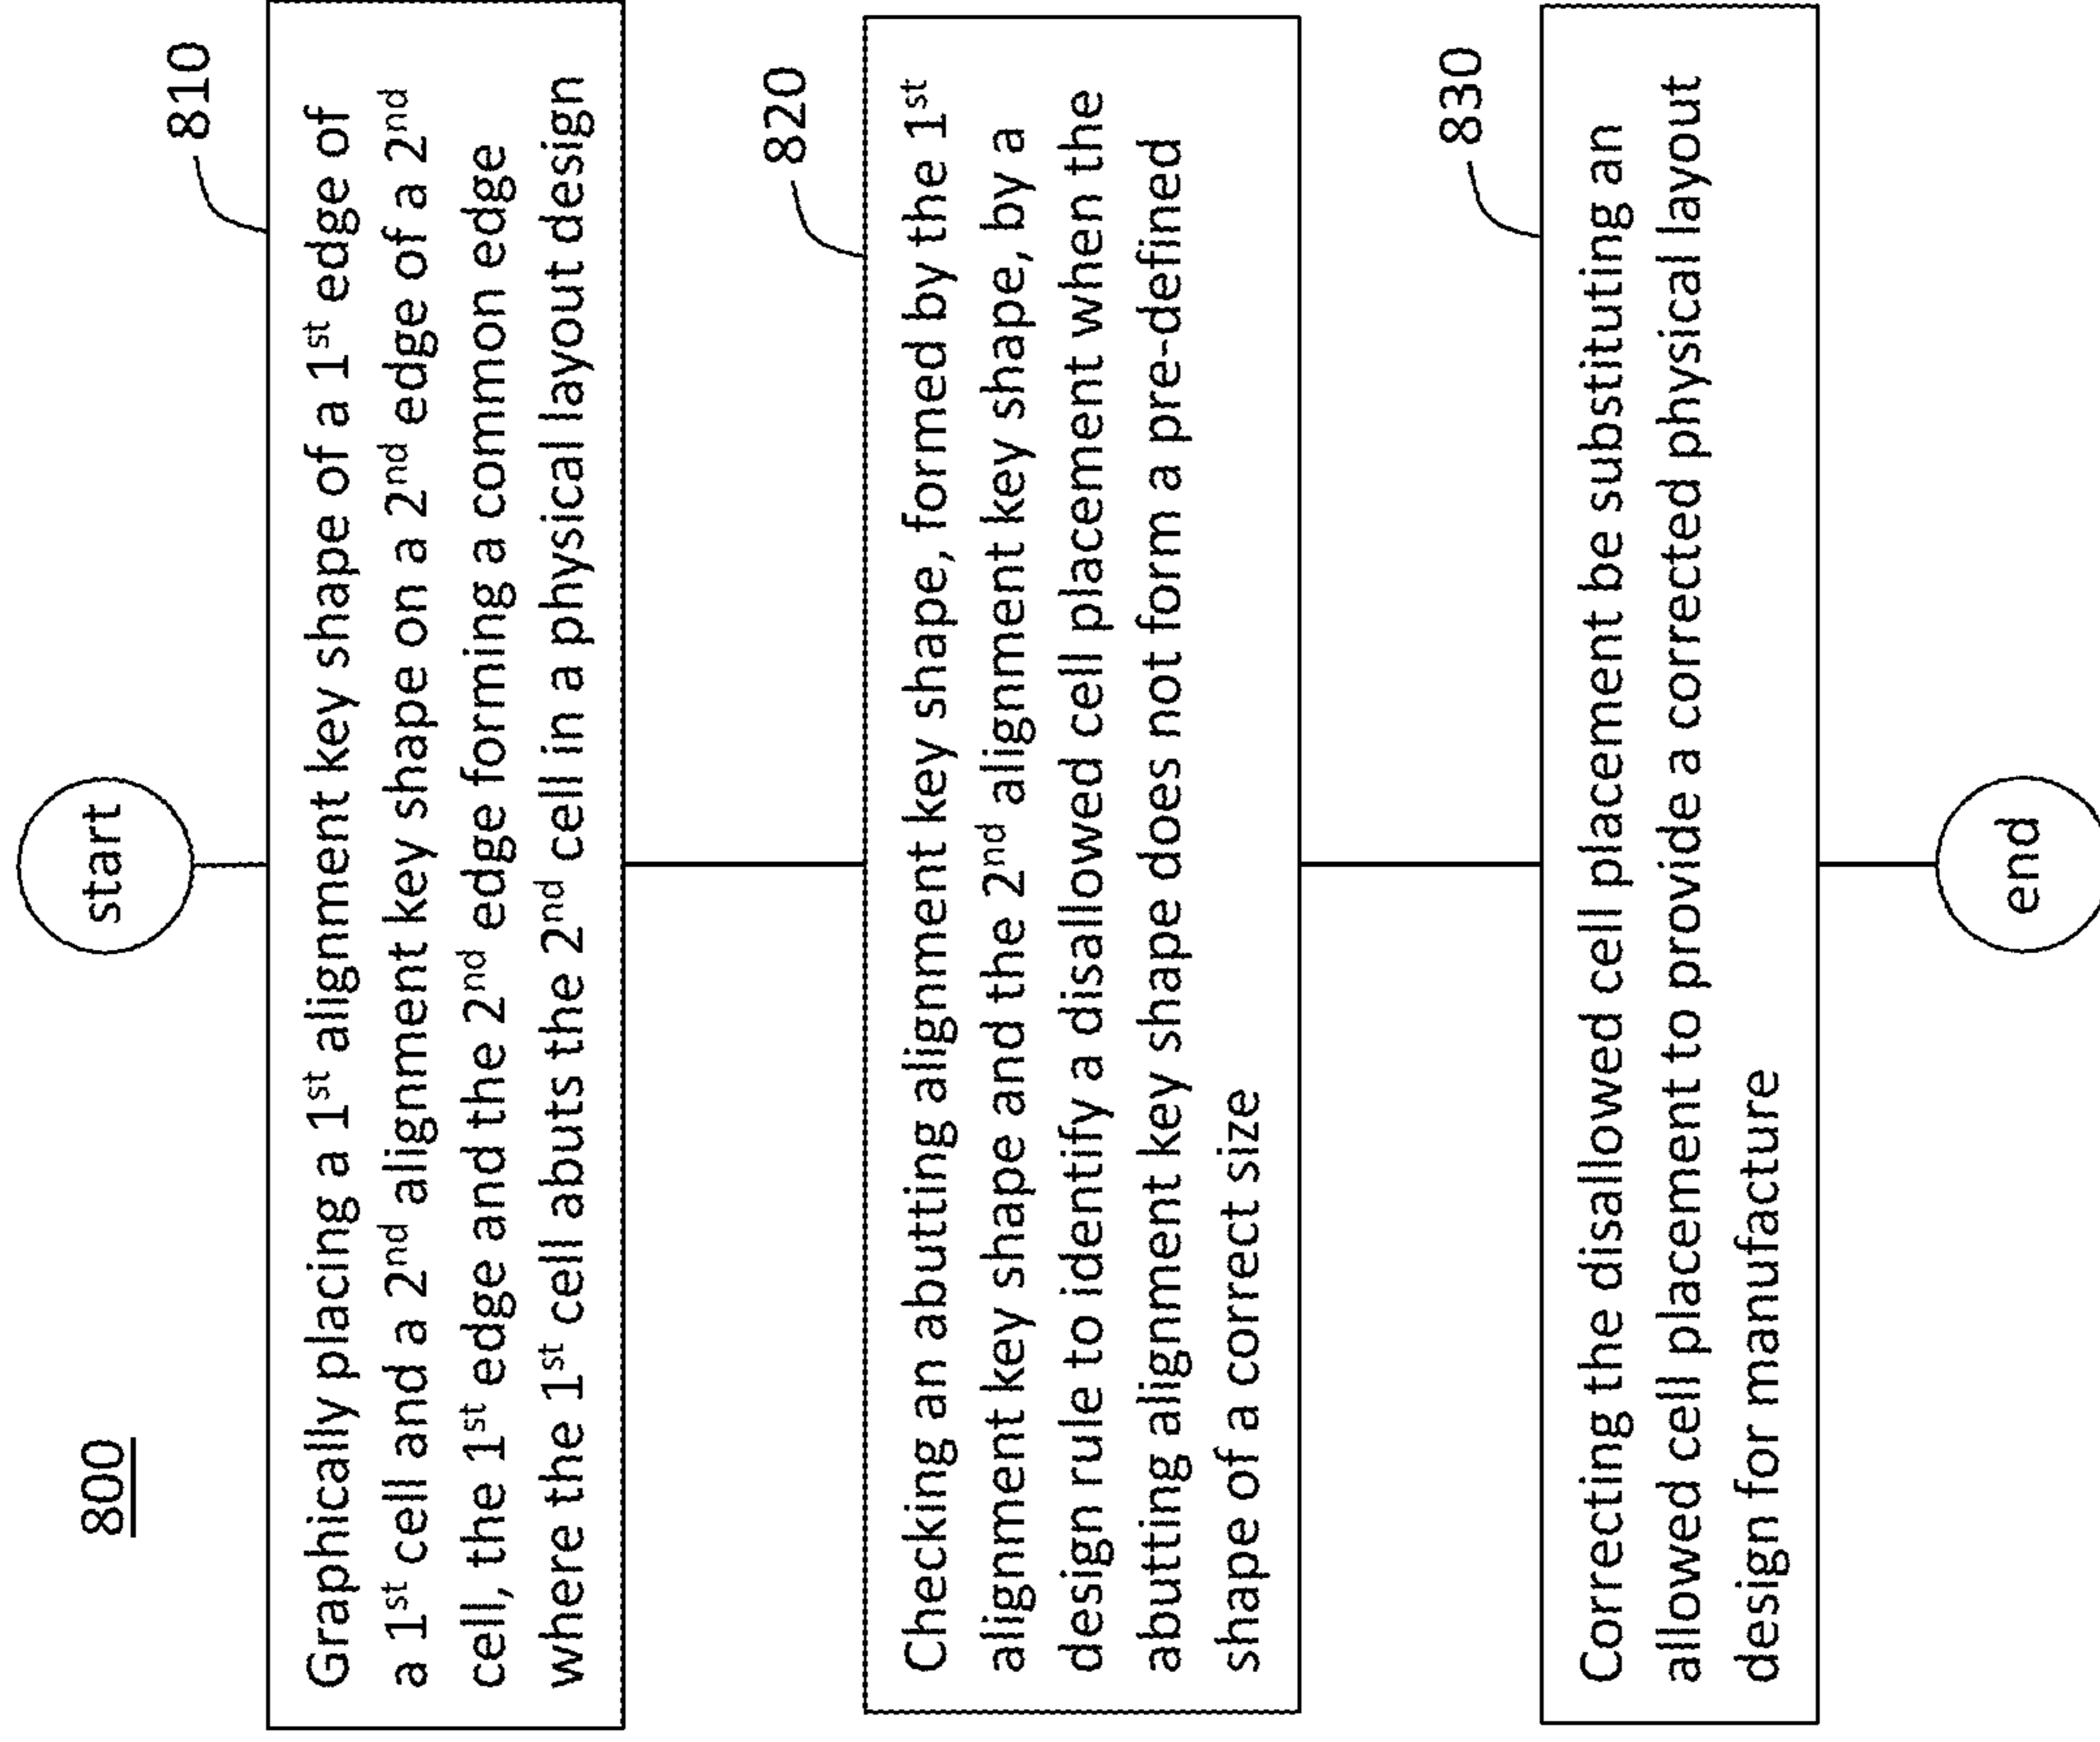 800
start
810
Graphically placing a 1st alignment key shape of a 1st edge of
a 1st cell and a 2nd alignment key shape on a 2nd edge of a 2nd
cell, the 1st edge and the 2nd edge forming a common edge
where the 1st cell abuts the 2nd cell in a physical layout design
820
Checking an abutting alignment key shape, formed by the 1st
alignment key shape and the 2nd alignment key shape, by a
design rule to identify a disallowed cell placement when the
abutting alignment key shape does not form a pre-defined
shape of a correct size
830
Correcting the disallowed cell placement be substituting an
allowed cell placement to provide a corrected physical layout
design for manufacture
end